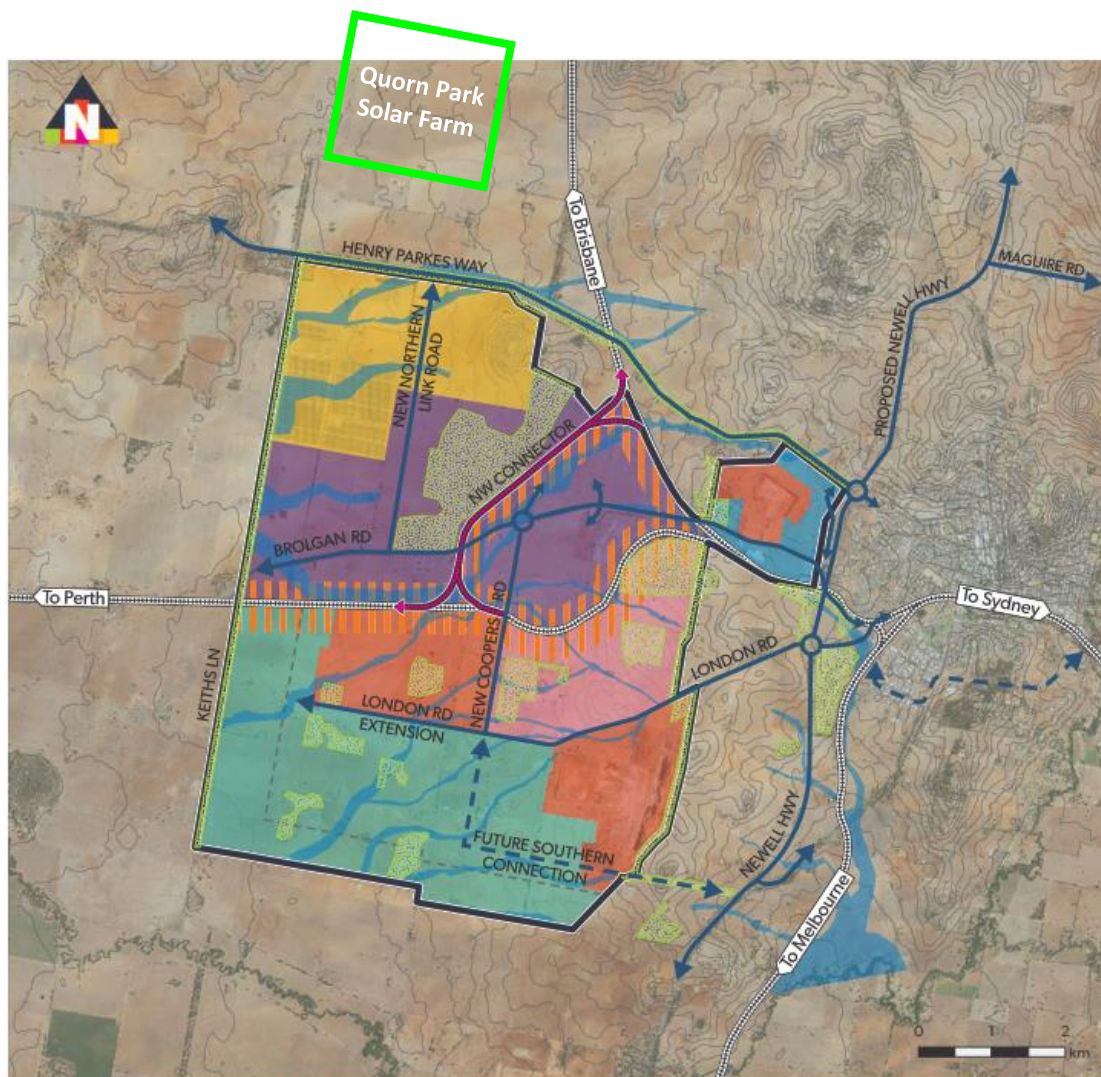 Quorn Park
Solar Farm
N
To Brisbane
HENRY PARKES WAY
MAGUIRE RD
PROPOSED NEWELL HWY
NEW NORTHERN
LINK ROAD
NW CONNECTOR
BROLGAN RD
To Perth
To Sydney
NEW COOPERS RD
LONDON RD
KEITHS LN
LONDON RD
EXTENSION
FUTURE SOUTHERN
CONNECTION
NEWELL HWY
To Melbourne
0 1 2
km